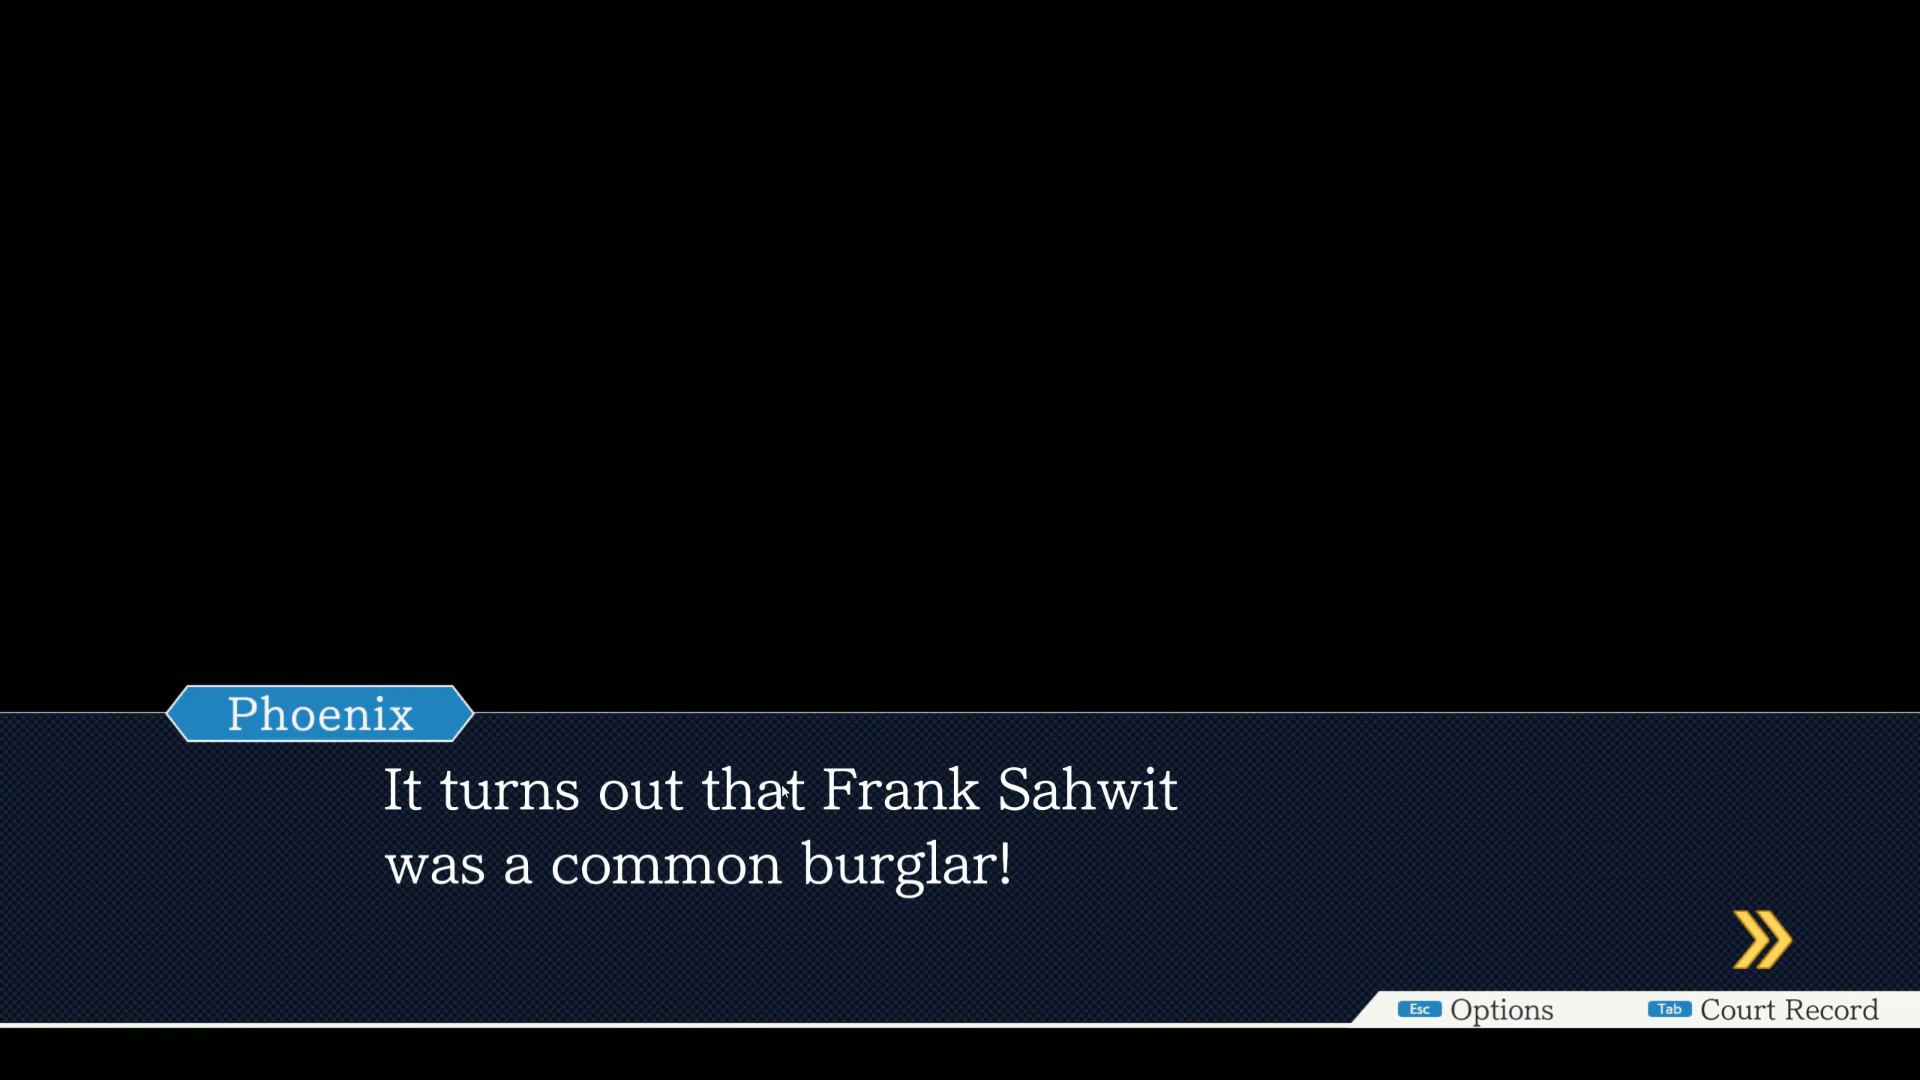 Phoenix
It turns out that Frank Sahwit
was a common burglar!
Esc Options Tab Court Record